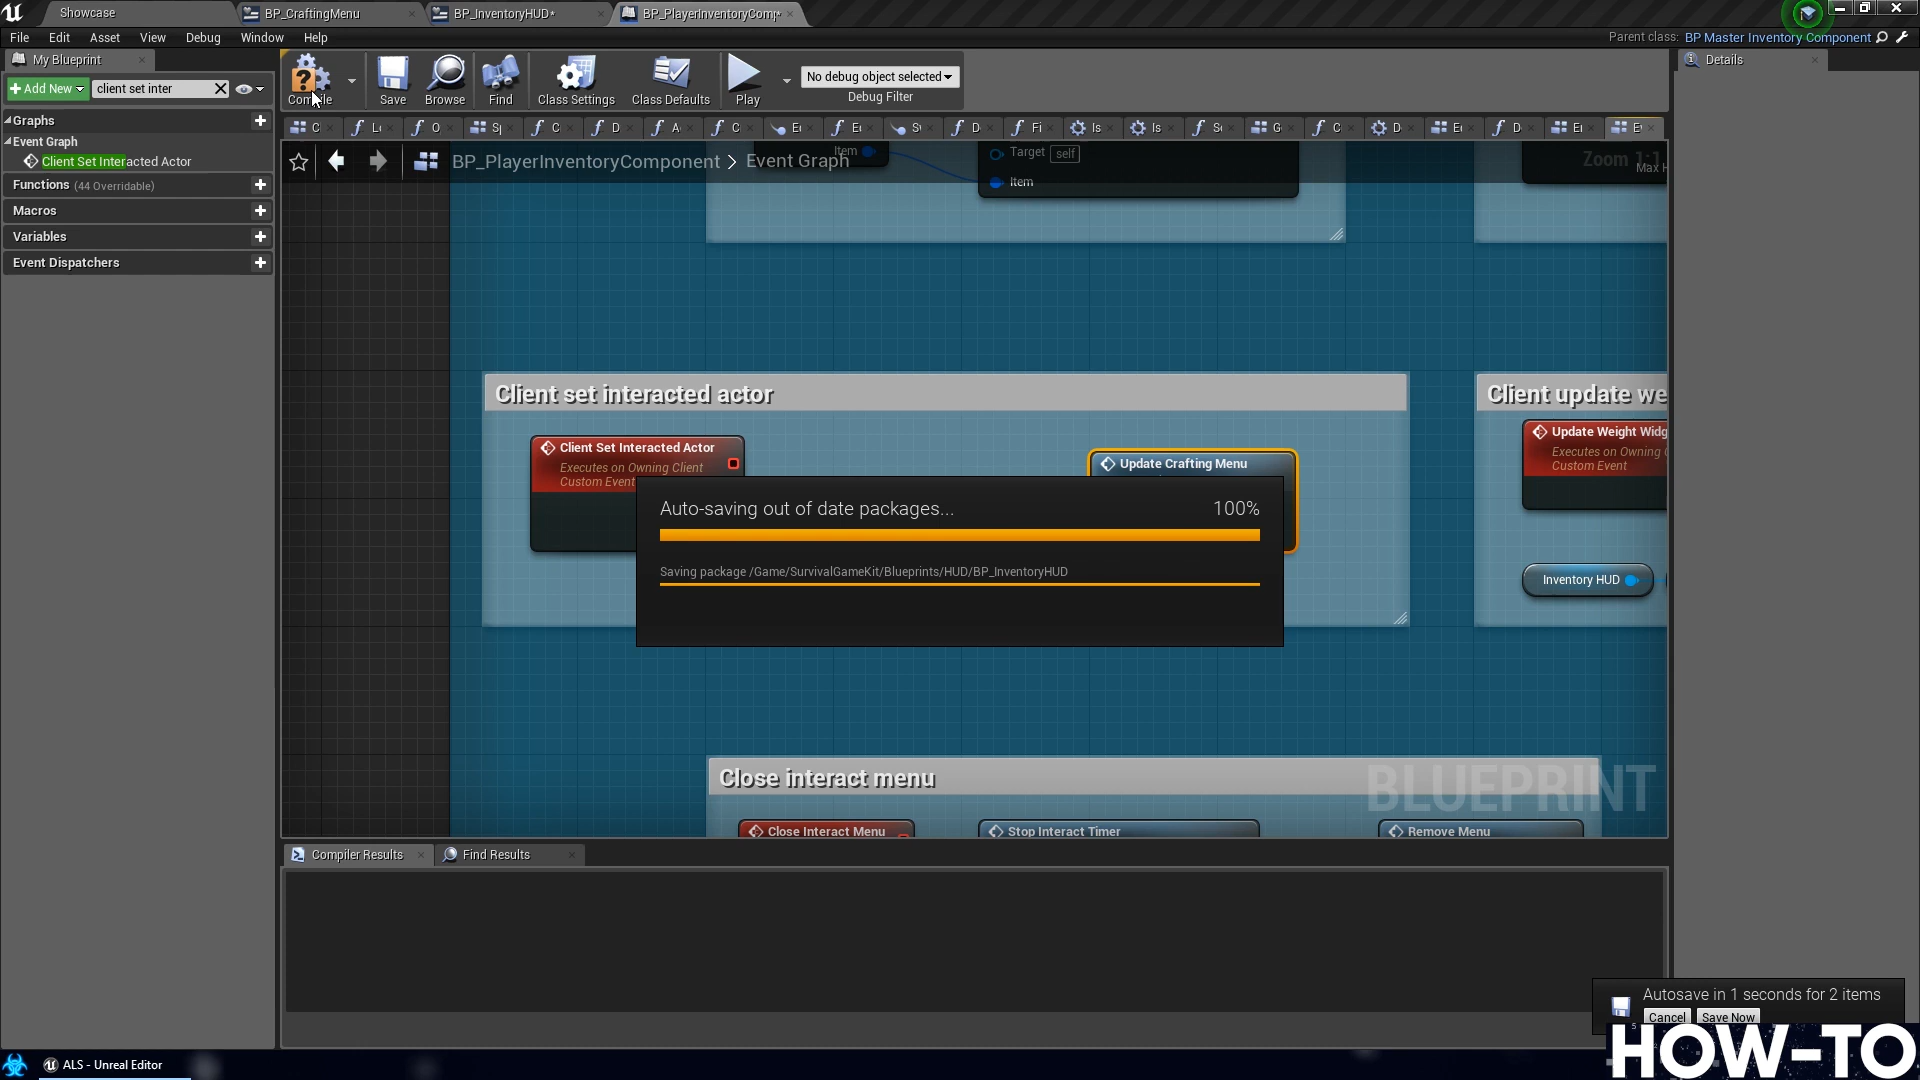 Showcase
BP_CraftingMenu
BP_InventoryHUD*
BP_PlayerInventoryComp*
File Edit Asset View Debug Window Help
Parent class: BP Master Inventory Component
My Blueprint
Add New
client set inter
Compile
Save
Browse
Find
Class Settings
Class Defaults
Play
No debug object selected
Debug Filter
Details
Graphs
Event Graph
Client Set Interacted Actor
Functions (44 Overridable)
Macros
Variables
Event Dispatchers
BP_PlayerInventoryComponent > Event Graph
Zoom 1:1
Item
Target self
Item
Max H
Client set interacted actor
Client Set Interacted Actor
Executes on Owning Client
Custom Event
Update Crafting Menu
Client update we
Update Weight Widg
Executes on Owning C
Custom Event
Inventory HUD
Auto-saving out of date packages... 100%
Saving package /Game/SurvivalGameKit/Blueprints/HUD/BP_InventoryHUD
Close interact menu
BLUEPRINT
Close Interact Menu
Stop Interact Timer
Remove Menu
Compiler Results
Find Results
Autosave in 1 seconds for 2 items
Cancel Save Now
HOW-TO
ALS - Unreal Editor